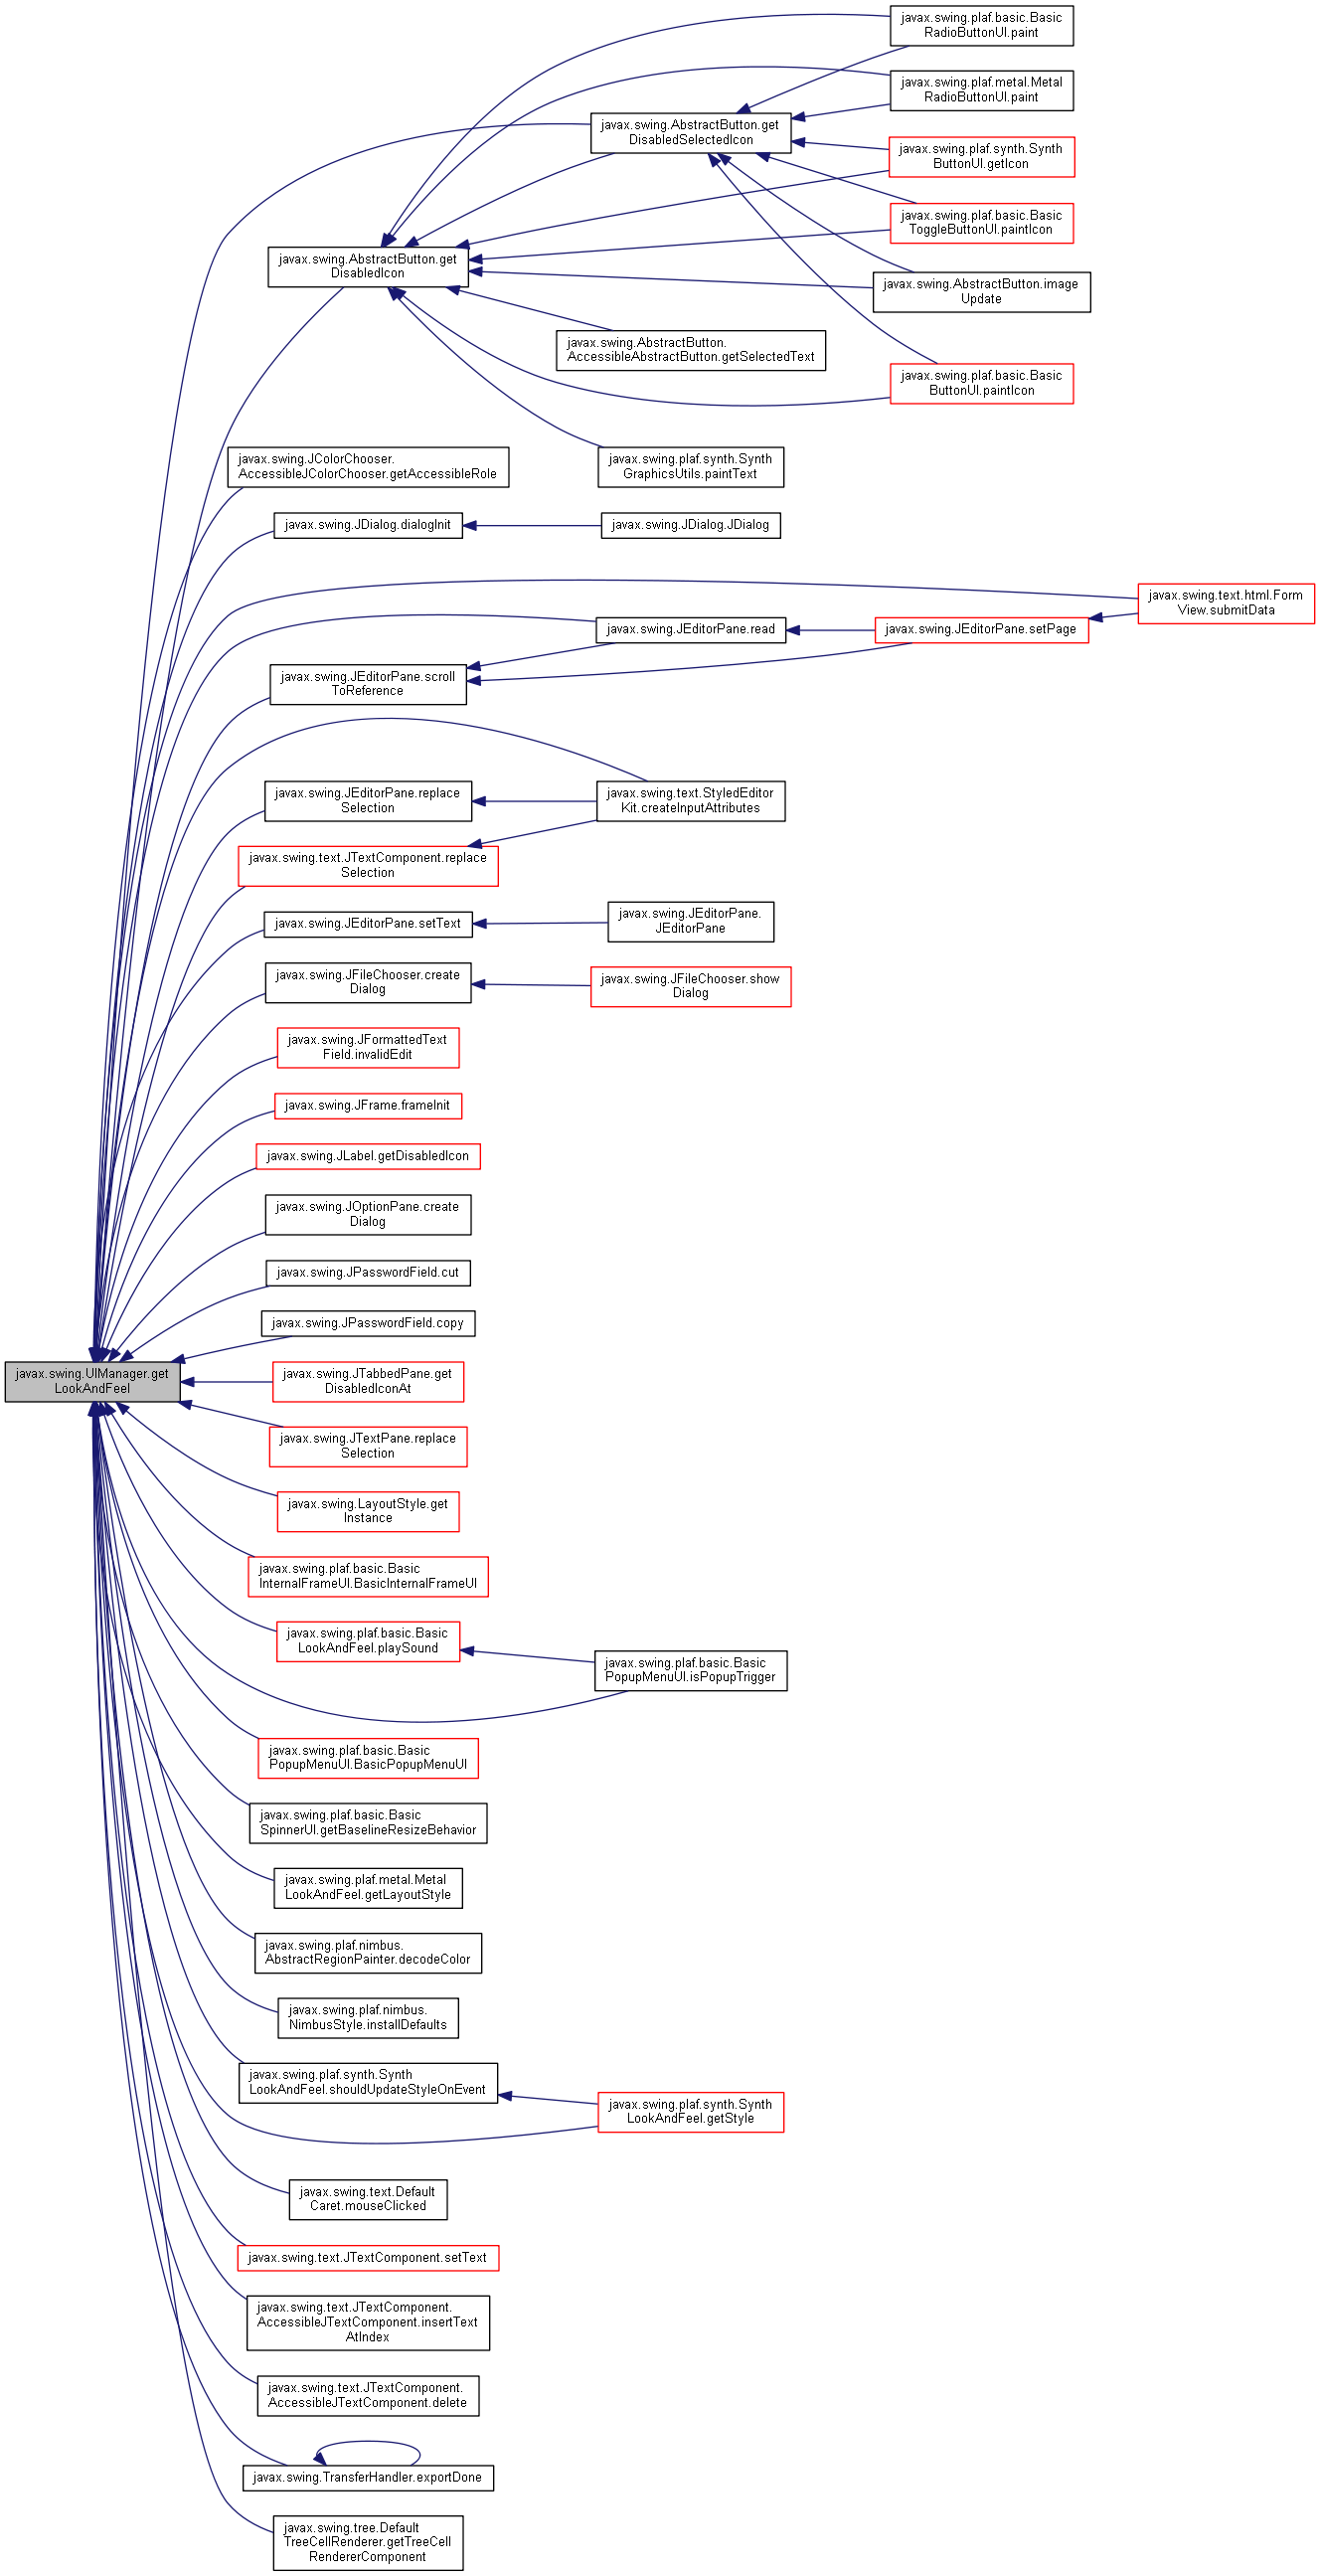 javax.swing.plaf.basic.Basic
RadioButtonUI.paint
javax.swing.plaf.metal.Metal
RadioButtonUI.paint
javax.swing.AbstractButton.get
DisabledSelectedIcon
javax.swing.plaf.synth.Synth
ButtonUI.getIcon
javax.swing.plaf.basic.Basic
ToggleButtonUI.paintIcon
javax.swing.AbstractButton.get
DisabledIcon
javax.swing.AbstractButton.image
Update
javax.swing.AbstractButton.
AccessibleAbstractButton.getSelectedText
javax.swing.plaf.basic.Basic
ButtonUI.paintIcon
javax.swing.JColorChooser.
AccessibleJColorChooser.getAccessibleRole
javax.swing.plaf.synth.Synth
GraphicsUtils.paintText
javax.swing.JDialog.dialogInit
javax.swing.JDialog.JDialog
javax.swing.text.html.Form
View.submitData
javax.swing.JEditorPane.read
javax.swing.JEditorPane.setPage
javax.swing.JEditorPane.scroll
ToReference
javax.swing.JEditorPane.replace
Selection
javax.swing.text.StyledEditor
Kit.createInputAttributes
javax.swing.text.JTextComponent.replace
Selection
javax.swing.JEditorPane.setText
javax.swing.JEditorPane.
JEditorPane
javax.swing.JFileChooser.create
Dialog
javax.swing.JFileChooser.show
Dialog
javax.swing.JFormattedText
Field.invalidEdit
javax.swing.JFrame.frameInit
javax.swing.JLabel.getDisabledIcon
javax.swing.JOptionPane.create
Dialog
javax.swing.JPasswordField.cut
javax.swing.JPasswordField.copy
javax.swing.UIManager.get
LookAndFeel
javax.swing.JTabbedPane.get
DisabledIconAt
javax.swing.JTextPane.replace
Selection
javax.swing.LayoutStyle.get
Instance
javax.swing.plaf.basic.Basic
InternalFrameUI.BasicInternalFrameUI
javax.swing.plaf.basic.Basic
LookAndFeel.playSound
javax.swing.plaf.basic.Basic
PopupMenuUI.isPopupTrigger
javax.swing.plaf.basic.Basic
PopupMenuUI.BasicPopupMenuUI
javax.swing.plaf.basic.Basic
SpinnerUI.getBaselineResizeBehavior
javax.swing.plaf.metal.Metal
LookAndFeel.getLayoutStyle
javax.swing.plaf.nimbus.
AbstractRegionPainter.decodeColor
javax.swing.plaf.nimbus.
NimbusStyle.installDefaults
javax.swing.plaf.synth.Synth
LookAndFeel.shouldUpdateStyleOnEvent
javax.swing.plaf.synth.Synth
LookAndFeel.getStyle
javax.swing.text.Default
Caret.mouseClicked
javax.swing.text.JTextComponent.setText
javax.swing.text.JTextComponent.
AccessibleJTextComponent.insertText
AtIndex
javax.swing.text.JTextComponent.
AccessibleJTextComponent.delete
javax.swing.TransferHandler.exportDone
javax.swing.tree.Default
TreeCellRenderer.getTreeCell
RendererComponent